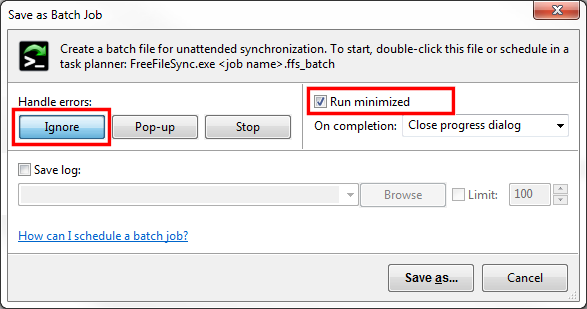 Save as Batch Job
Create a batch file for unattended synchronization. To start, double-click this file or schedule in a
task planner: FreeFileSync.exe <job name>.ffs_batch
Handle errors:
Ignore Pop-up Stop
Run minimized
On completion: Close progress dialog
Save log:
Browse Limit: 100
How can I schedule a batch job?
Save as... Cancel